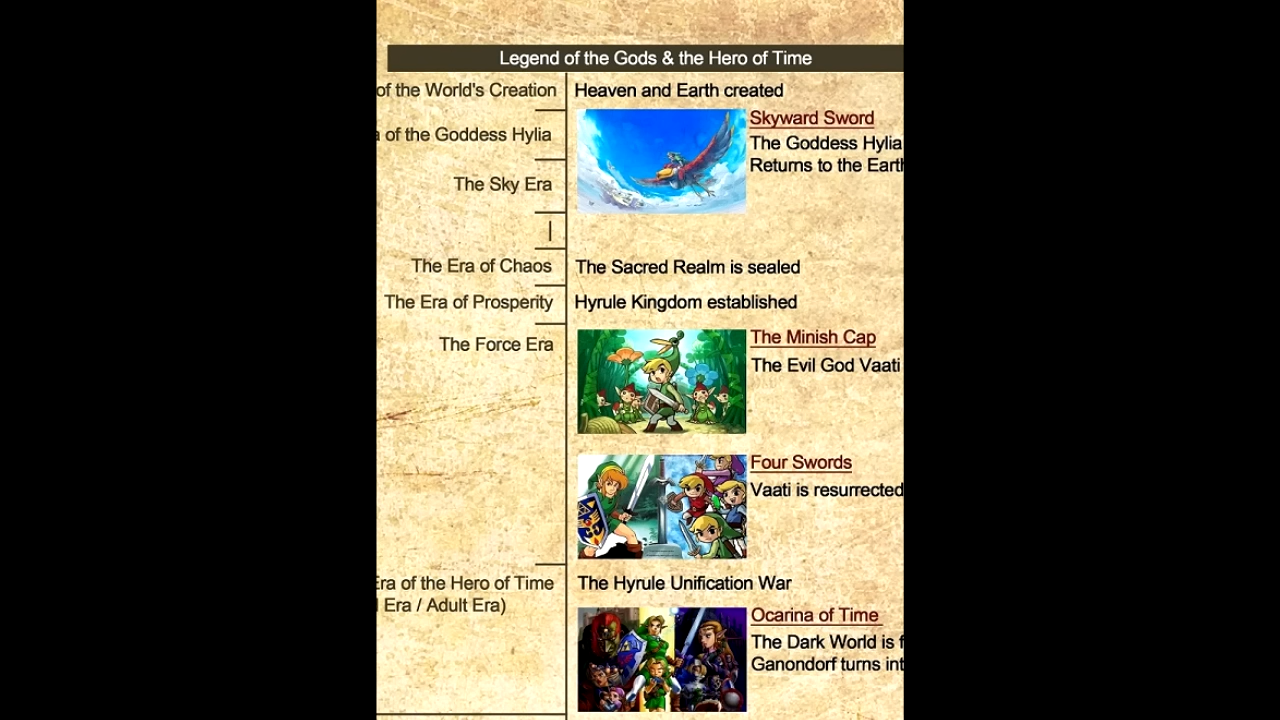 Legend of the Gods & the Hero of Time
of the World's Creation
Heaven and Earth created
of the Goddess Hylia
Skyward Sword
The Goddess Hylia
Returns to the Earth
The Sky Era
The Era of Chaos
The Sacred Realm is sealed
The Era of Prosperity
Hyrule Kingdom established
The Force Era
The Minish Cap
The Evil God Vaati
Four Swords
Vaati is resurrected
Era of the Hero of Time
The Hyrule Unification War
Era / Adult Era)
Ocarina of Time
The Dark World is
Ganondorf turns